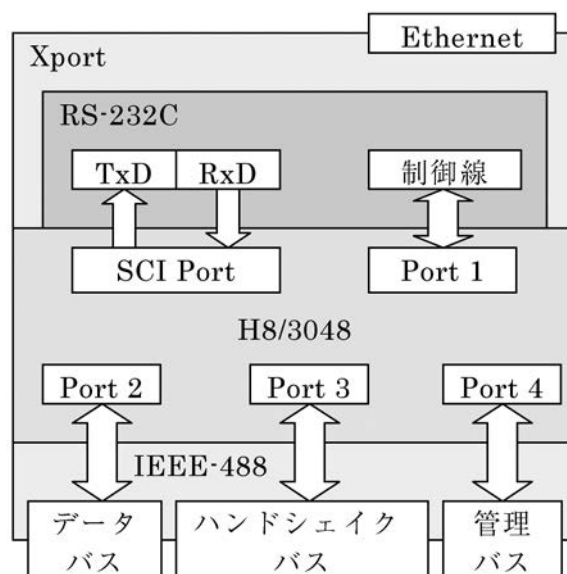 Ethernet
Xport
RS-232C
TxD
RxD
制御線
SCI Port
Port 1
H8/3048
Port 2
Port 3
Port 4
IEEE-488
データ
バス
ハンドシェイク
バス
管理
バス